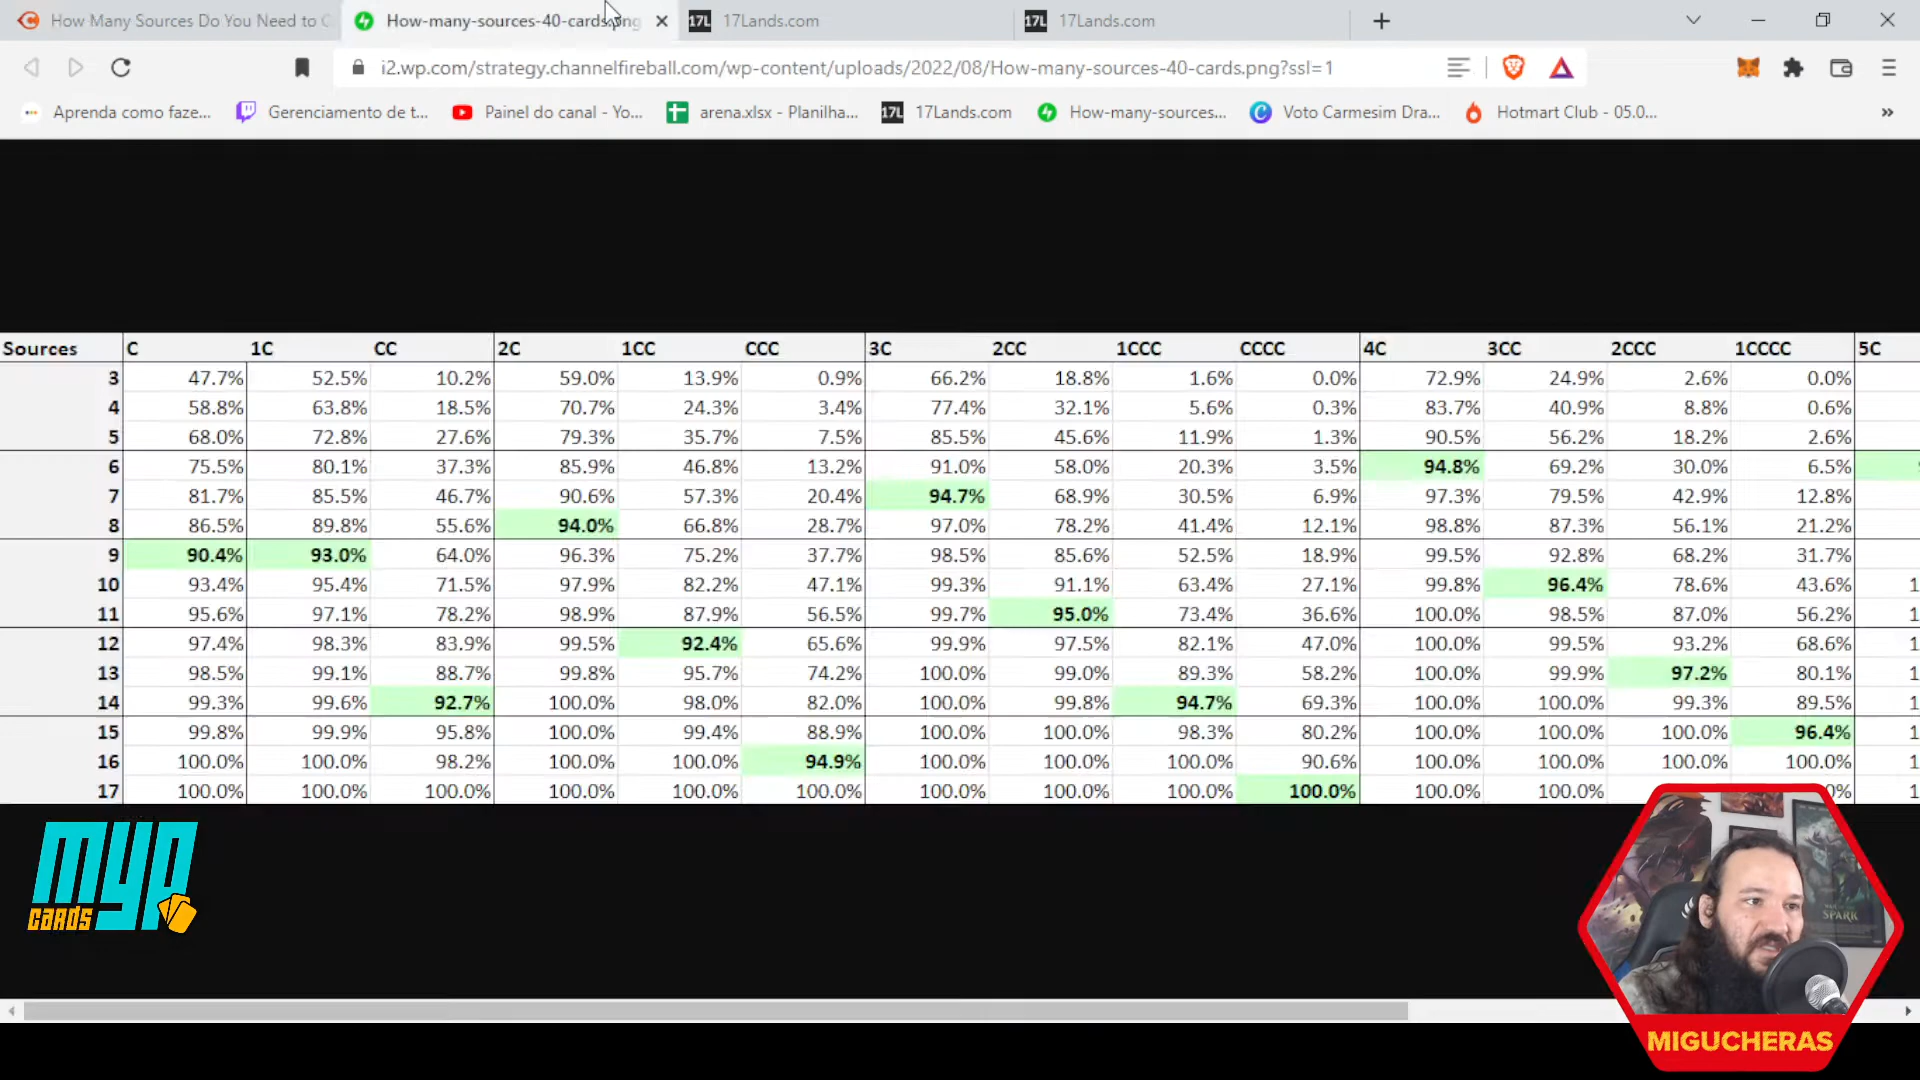 How Many Sources Do You Need to C
How-many-sources-40-cards.png
17L 17Lands.com
17L 17Lands.com
i2.wp.com/strategy.channelfireball.com/wp-content/uploads/2022/08/How-many-sources-40-cards.png?ssl=1
Aprenda como faze... Gerenciamento de t... Painel do canal - Yo... arena.xlsx - Planilha... 17L 17Lands.com How-many-sources... Voto Carmesim Dra... Hotmart Club - 05.0... »
Sources C 1C CC 2C 1CC CCC 3C 2CC 1CCC CCCC 4C 3CC 2CCC 1CCCC 5C
3 47.7% 52.5% 10.2% 59.0% 13.9% 0.9% 66.2% 18.8% 1.6% 0.0% 72.9% 24.9% 2.6% 0.0%
4 58.8% 63.8% 18.5% 70.7% 24.3% 3.4% 77.4% 32.1% 5.6% 0.3% 83.7% 40.9% 8.8% 0.6%
5 68.0% 72.8% 27.6% 79.3% 35.7% 7.5% 85.5% 45.6% 11.9% 1.3% 90.5% 56.2% 18.2% 2.6%
6 75.5% 80.1% 37.3% 85.9% 46.8% 13.2% 91.0% 58.0% 20.3% 3.5% 94.8% 69.2% 30.0% 6.5%
7 81.7% 85.5% 46.7% 90.6% 57.3% 20.4% 94.7% 68.9% 30.5% 6.9% 97.3% 79.5% 42.9% 12.8%
8 86.5% 89.8% 55.6% 94.0% 66.8% 28.7% 97.0% 78.2% 41.4% 12.1% 98.8% 87.3% 56.1% 21.2%
9 90.4% 93.0% 64.0% 96.3% 75.2% 37.7% 98.5% 85.6% 52.5% 18.9% 99.5% 92.8% 68.2% 31.7%
10 93.4% 95.4% 71.5% 97.9% 82.2% 47.1% 99.3% 91.1% 63.4% 27.1% 99.8% 96.4% 78.6% 43.6% 1
11 95.6% 97.1% 78.2% 98.9% 87.9% 56.5% 99.7% 95.0% 73.4% 36.6% 100.0% 98.5% 87.0% 56.2% 1
12 97.4% 98.3% 83.9% 99.5% 92.4% 65.6% 99.9% 97.5% 82.1% 47.0% 100.0% 99.5% 93.2% 68.6% 1
13 98.5% 99.1% 88.7% 99.8% 95.7% 74.2% 100.0% 99.0% 89.3% 58.2% 100.0% 99.9% 97.2% 80.1% 1
14 99.3% 99.6% 92.7% 100.0% 98.0% 82.0% 100.0% 99.8% 94.7% 69.3% 100.0% 100.0% 99.3% 89.5% 1
15 99.8% 99.9% 95.8% 100.0% 99.4% 88.9% 100.0% 100.0% 98.3% 80.2% 100.0% 100.0% 100.0% 96.4% 1
16 100.0% 100.0% 98.2% 100.0% 100.0% 94.9% 100.0% 100.0% 100.0% 90.6% 100.0% 100.0% 100.0% 100.0% 1
17 100.0% 100.0% 100.0% 100.0% 100.0% 100.0% 100.0% 100.0% 100.0% 100.0% 100.0% 100.0% 100.0%
MYP
cards
SPARK
MIGUCHERAS